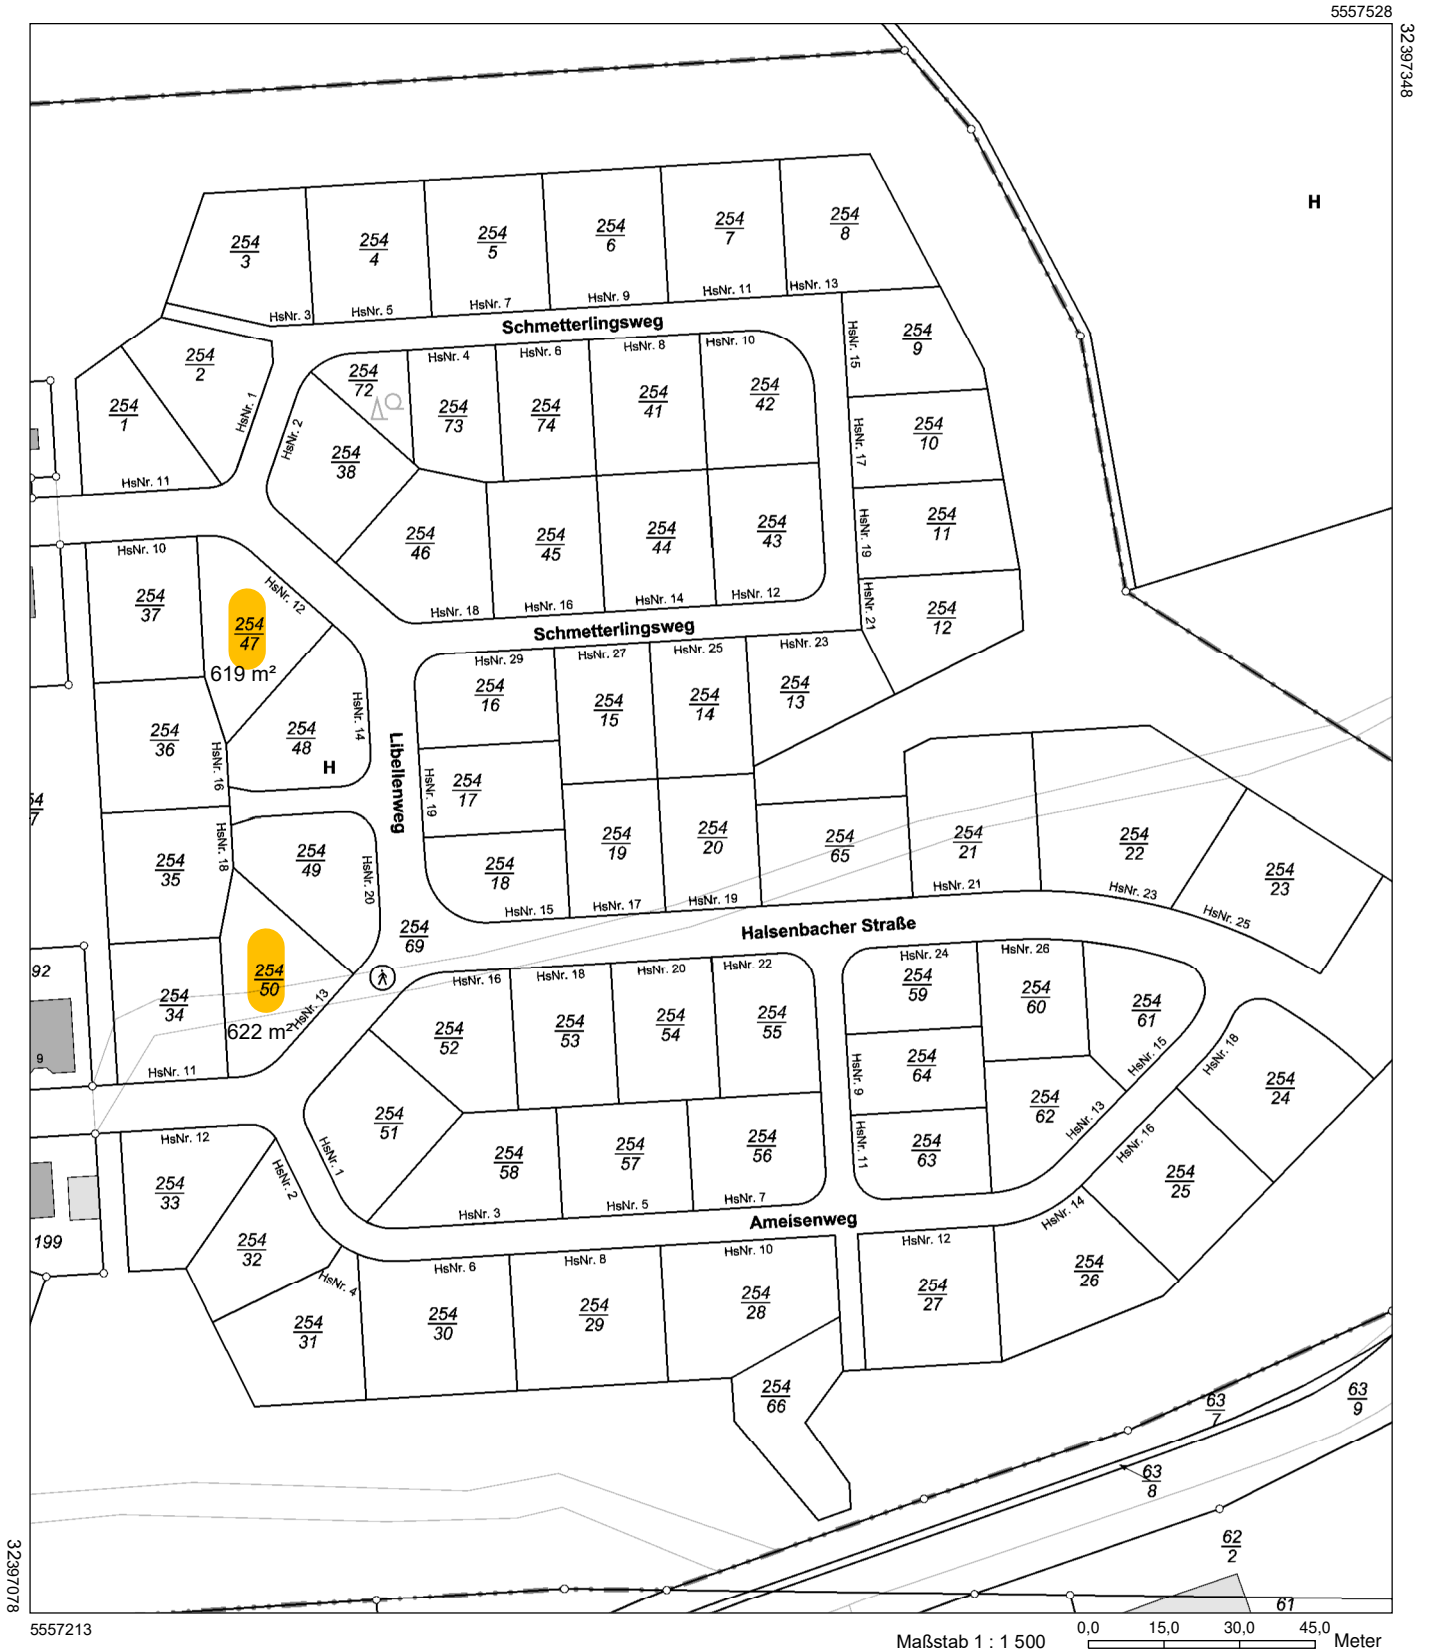 5557528
32397348
H
254
3
254
4
254
5
254
6
254
7
254
8
HsNr. 3
HsNr. 5
HsNr. 7
HsNr. 9
HsNr. 11
HsNr. 13
Schmetterlingsweg
254
1
254
2
HsNr. 1
HsNr. 11
HsNr. 2
254
72
HsNr. 4
254
73
HsNr. 6
254
74
HsNr. 8
254
41
HsNr. 10
254
42
HsNr. 15
254
9
HsNr. 17
254
10
HsNr. 19
254
11
HsNr. 21
254
12
254
38
254
46
254
45
254
44
254
43
HsNr. 18
HsNr. 16
HsNr. 14
HsNr. 12
Schmetterlingsweg
HsNr. 10
254
37
HsNr. 12
254
47
619 m²
254
36
HsNr. 16
254
48
H
HsNr. 14
Libellenweg
HsNr. 29
254
16
HsNr. 27
254
15
HsNr. 25
254
14
HsNr. 23
254
13
HsNr. 19
254
17
254
18
HsNr. 15
254
19
HsNr. 17
254
20
HsNr. 19
254
65
254
21
HsNr. 21
254
22
HsNr. 23
254
23
HsNr. 25
7
254
35
HsNr. 18
254
49
HsNr. 20
254
69
Halsenbacher Straße
92
9
254
34
HsNr. 11
254
50
622 m²
HsNr. 13
HsNr. 16
254
52
HsNr. 18
254
53
HsNr. 20
254
54
HsNr. 22
254
55
HsNr. 24
254
59
HsNr. 26
254
60
254
61
HsNr. 15
HsNr. 9
254
64
254
62
HsNr. 13
HsNr. 11
254
63
HsNr. 18
254
24
HsNr. 16
254
25
HsNr. 14
254
26
254
51
HsNr. 1
254
58
HsNr. 3
254
57
HsNr. 5
254
56
HsNr. 7
Ameisenweg
HsNr. 12
254
33
HsNr. 2
199
254
32
HsNr. 4
254
31
HsNr. 6
254
30
HsNr. 8
254
29
HsNr. 10
254
28
HsNr. 12
254
27
254
66
63
7
63
9
63
8
62
2
61
32397078
5557213
Maßstab 1 : 1 500
0,0
15,0
30,0
45,0
Meter